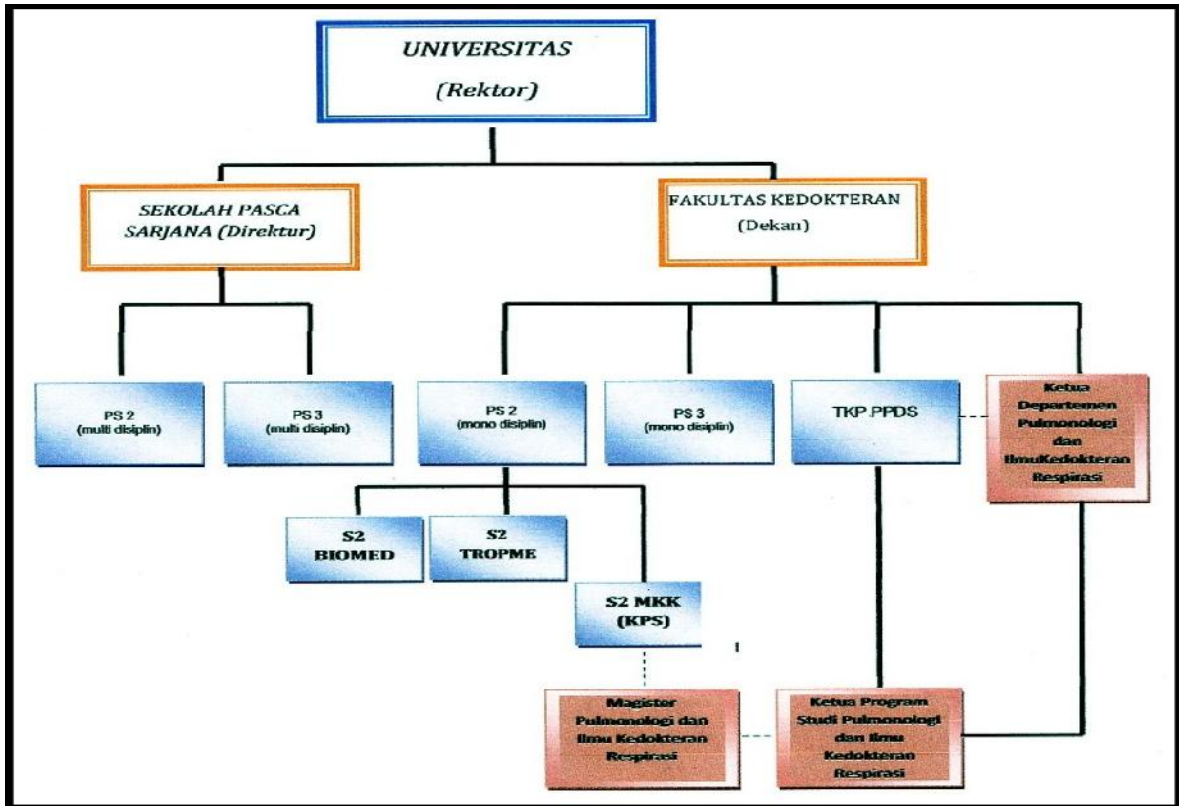 UNIVERSITAS
(Rektor)
SEKOLAH PASCA
SARJANA (Direktur)
FAKULTAS KEDOKTERAN
(Dekan)
PS 2
(multi disiplin)
PS 3
(multi disiplin)
PS 2
(mono disiplin)
PS 3
(mono disiplin)
TKP PPDS
Ketua
Departemen
Pulmonologi
dan
IlmuKedokteran
Respirasi
S2
BIOMED
S2
TROPME
S2 MKK
(KPS)
Magister
Pulmonologi dan
Ilmu Kedokteran
Respirasi
Ketua Program
Studi Pulmonologi
dan Ilmu
Kedokteran
Respirasi